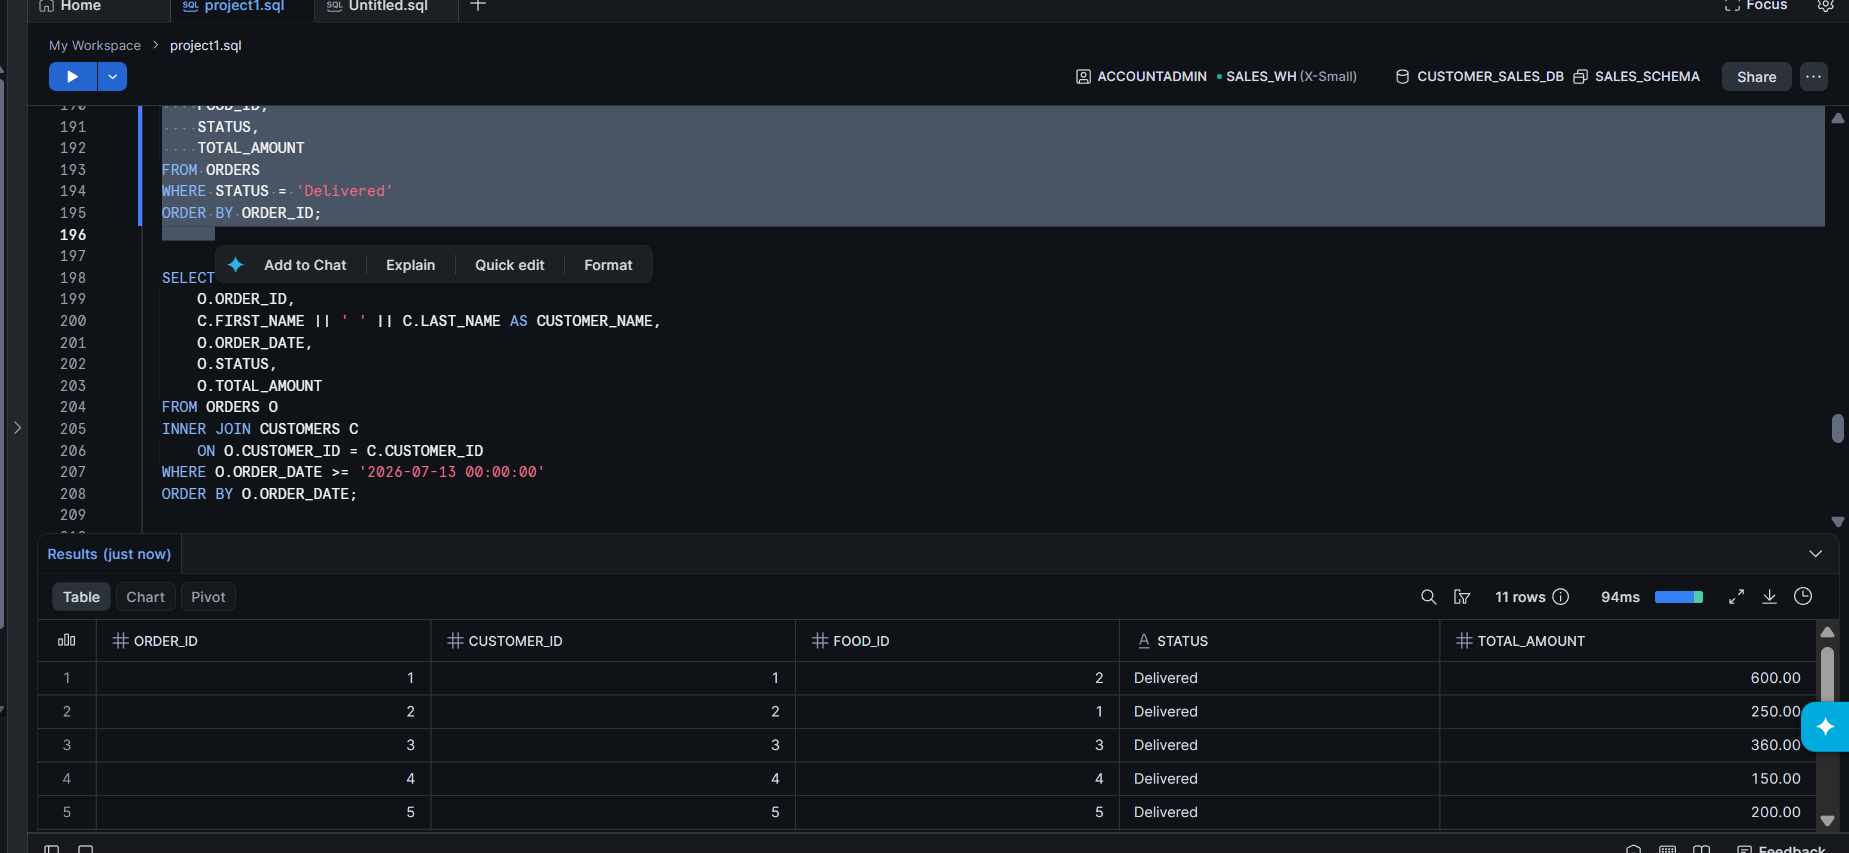 Home
SQL project1.sql
SQL Untitled.sql
Focus
My Workspace > project1.sql
ACCOUNTADMIN • SALES_WH (X-Small)
CUSTOMER_SALES_DB
SALES_SCHEMA
Share
190 FOOD_ID,
191 STATUS,
192 TOTAL_AMOUNT
193 FROM ORDERS
194 WHERE STATUS = 'Delivered'
195 ORDER BY ORDER_ID;
196
197
Add to Chat
Explain
Quick edit
Format
198 SELECT
199 O.ORDER_ID,
200 C.FIRST_NAME || ' ' || C.LAST_NAME AS CUSTOMER_NAME,
201 O.ORDER_DATE,
202 O.STATUS,
203 O.TOTAL_AMOUNT
204 FROM ORDERS O
205 INNER JOIN CUSTOMERS C
206 ON O.CUSTOMER_ID = C.CUSTOMER_ID
207 WHERE O.ORDER_DATE >= '2026-07-13 00:00:00'
208 ORDER BY O.ORDER_DATE;
209
Results (just now)
Table
Chart
Pivot
11 rows
94ms
ORDER_ID CUSTOMER_ID FOOD_ID STATUS TOTAL_AMOUNT
1 1 1 2 Delivered 600.00
2 2 2 1 Delivered 250.00
3 3 3 3 Delivered 360.00
4 4 4 4 Delivered 150.00
5 5 5 5 Delivered 200.00
Feedback